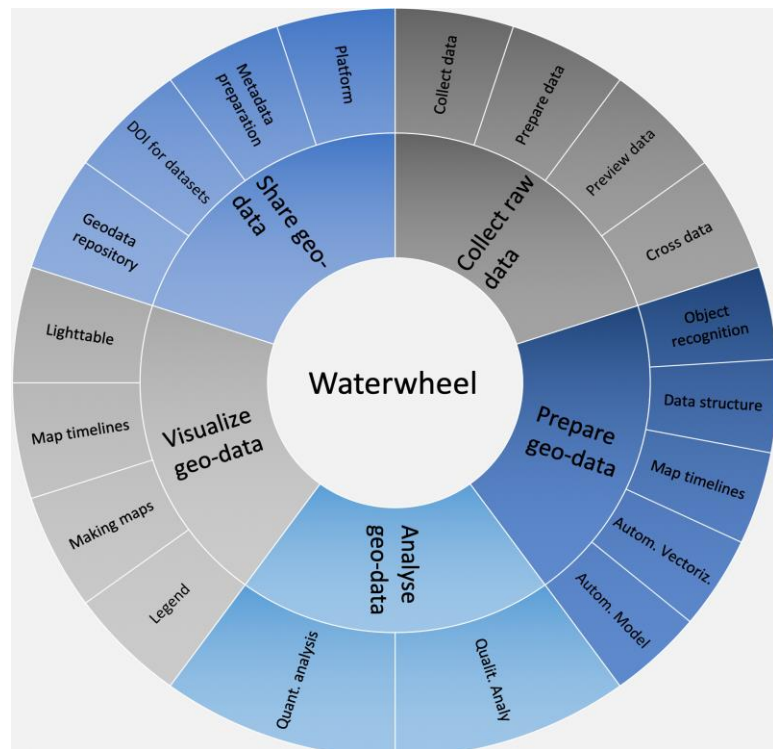 Waterwheel
Collect raw
data
Collect data
Prepare data
Preview data
Cross data
Prepare
geo-data
Object
recognition
Data structure
Map timelines
Autom. Vectoriz.
Autom. Model
Analyse
geo-data
Qualit. Analy
Quant. analysis
Visualize
geo-data
Legend
Making maps
Map timelines
Lighttable
Share geo-
data
Geodata
repository
DOI for datasets
Metadata
preparation
Platform